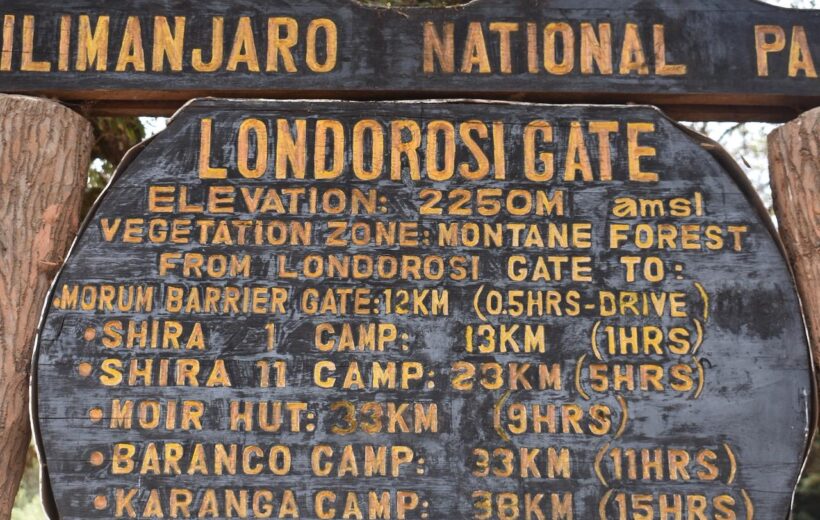 ILIMANJARO NATIONAL PA
LONDOROSI GATE
ELEVATION: 2250M amsl
VEGETATION ZONE: MONTANE FOREST
FROM LONDOROSI GATE TO:
•MORUM BARRIER GATE: 12KM (0.5HRS-DRIVE)
•SHIRA 1 CAMP: 13KM (1HRS)
•SHIRA 11 CAMP: 23KM (5HRS)
•MOIR HUT: 33KM (9HRS)
•BARANCO CAMP: 33KM (11HRS)
•KARANGA CAMP: 38KM (15HRS)